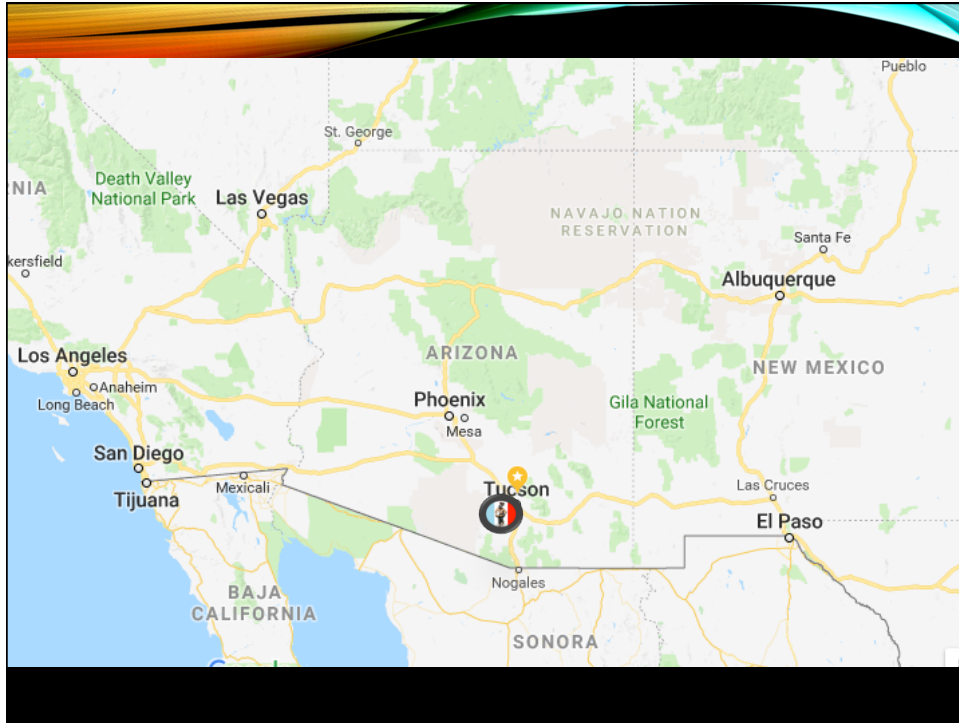 Pueblo
St. George
Death Valley
National Park
RNIA
Las Vegas
NAVAJO NATION
RESERVATION
Santa Fe
kersfield
Albuquerque
Los Angeles
Anaheim
Long Beach
ARIZONA
NEW MEXICO
Phoenix
Mesa
Gila National
Forest
San Diego
Tijuana
Mexicali
Tucson
Las Cruces
El Paso
Nogales
BAJA
CALIFORNIA
SONORA